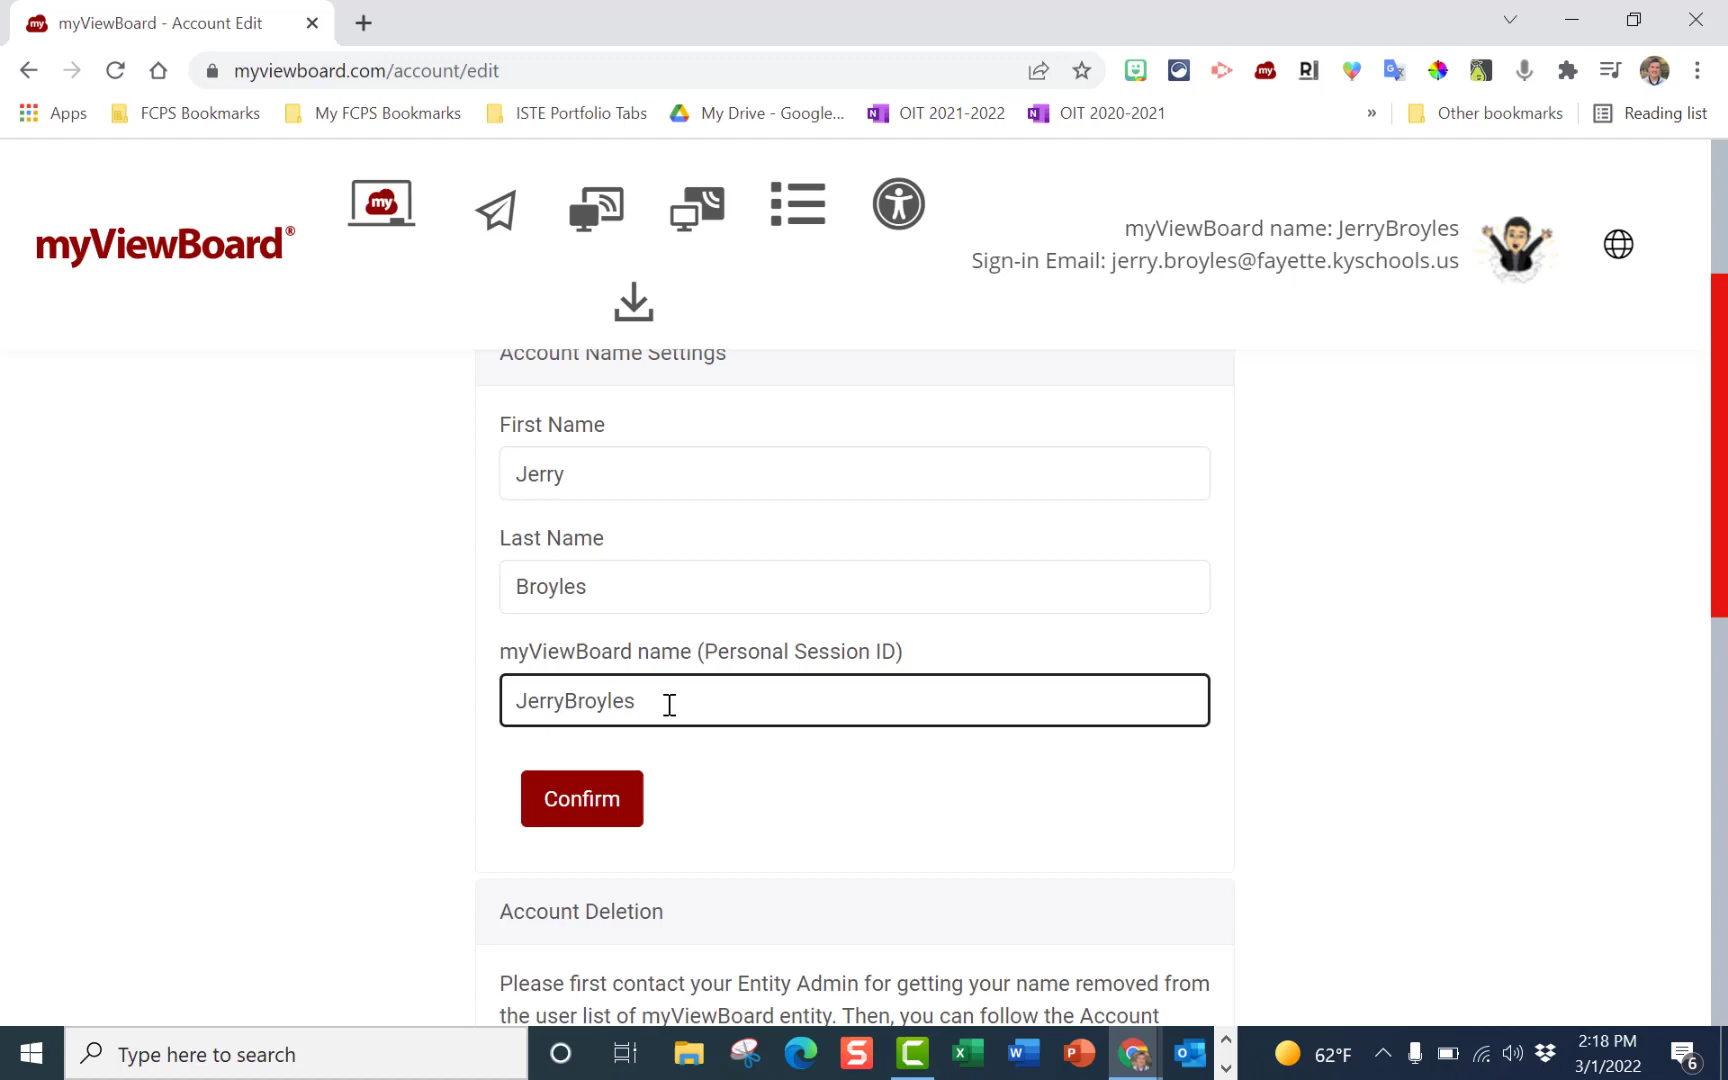 myViewBoard - Account Edit
myviewboard.com/account/edit
Apps
FCPS Bookmarks
My FCPS Bookmarks
ISTE Portfolio Tabs
My Drive - Google...
OIT 2021-2022
OIT 2020-2021
»
Other bookmarks
Reading list
myViewBoard®
my
myViewBoard name: JerryBroyles
Sign-in Email: jerry.broyles@fayette.kyschools.us
Account Name Settings
First Name
Jerry
Last Name
Broyles
myViewBoard name (Personal Session ID)
JerryBroyles
Confirm
Account Deletion
Please first contact your Entity Admin for getting your name removed from
the user list of myViewBoard entity. Then, you can follow the Account
Type here to search
62°F
2:18 PM
3/1/2022
6